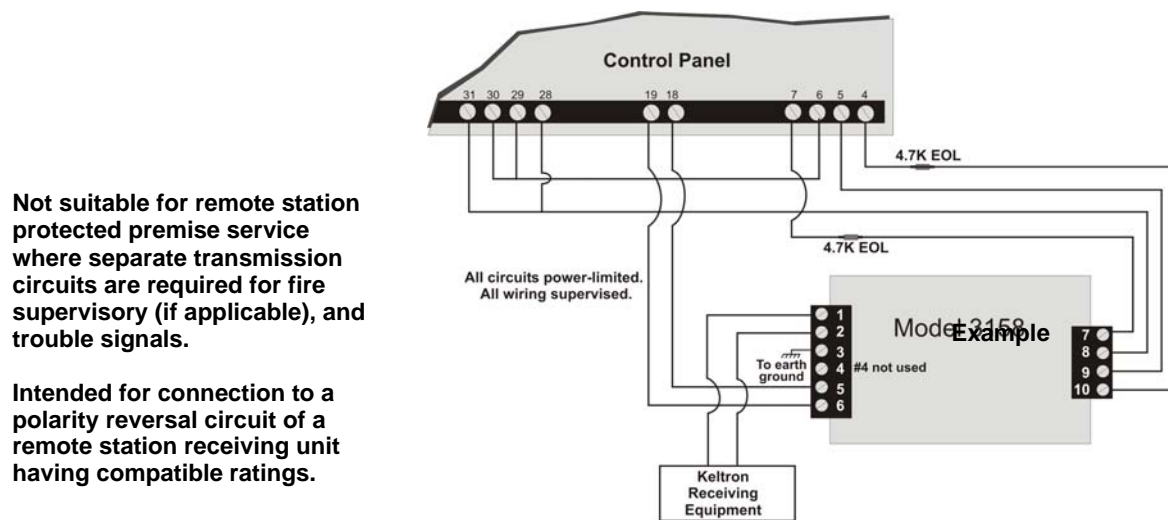 Control Panel
31 30 29 28 19 18 7 6 5 4
4.7K EOL
4.7K EOL
Not suitable for remote station
protected premise service
where separate transmission
circuits are required for fire
supervisory (if applicable), and
trouble signals.
Intended for connection to a
polarity reversal circuit of a
remote station receiving unit
having compatible ratings.
All circuits power-limited.
All wiring supervised.
1
2
3
4
5
6
To earth
ground
#4 not used
Model 3158
Example
7
8
9
10
Keltron
Receiving
Equipment